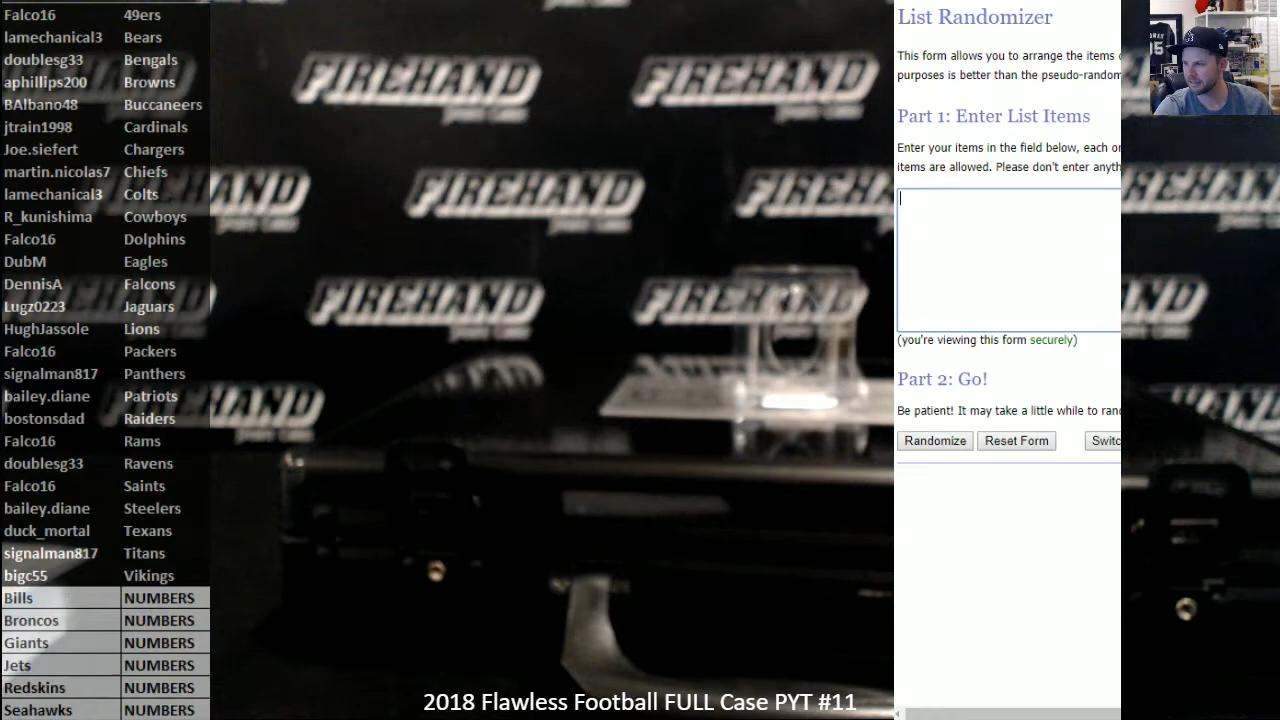 Falco16 49ers
lamechanical3 Bears
doublesg33 Bengals
aphillips200 Browns
BAlbano48 Buccaneers
jtrain1998 Cardinals
Joe.siefert Chargers
martin.nicolas7 Chiefs
lamechanical3 Colts
R_kunishima Cowboys
Falco16 Dolphins
DubM Eagles
DennisA Falcons
Lugz0223 Jaguars
HughJassole Lions
Falco16 Packers
signalman817 Panthers
bailey.diane Patriots
bostonsdad Raiders
Falco16 Rams
doublesg33 Ravens
Falco16 Saints
bailey.diane Steelers
duck_mortal Texans
signalman817 Titans
bigc55 Vikings
Bills NUMBERS
Broncos NUMBERS
Giants NUMBERS
Jets NUMBERS
Redskins NUMBERS
Seahawks NUMBERS
FIREHAND
FIREHAND
FIREHAND
FIREHAND
FIREHAND
FIREHAND
2018 Flawless Football FULL Case PYT #11
List Randomizer
This form allows you to arrange the items
purposes is better than the pseudo-random
Part 1: Enter List Items
Enter your items in the field below, each
items are allowed. Please don't enter
(you're viewing this form securely)
Part 2: Go!
Be patient! It may take a little while to
Randomize Reset Form